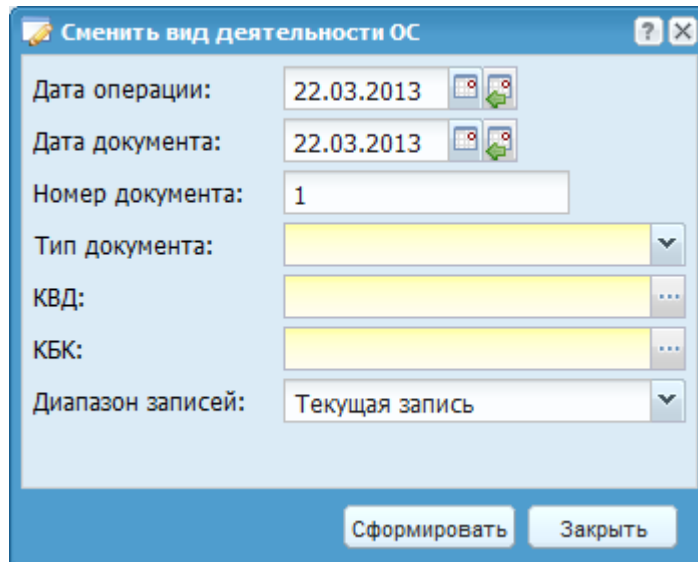 Сменить вид деятельности ОС
Дата операции: 22.03.2013
Дата документа: 22.03.2013
Номер документа: 1
Тип документа:
КВД:
КБК:
Диапазон записей: Текущая запись
Сформировать Закрыть